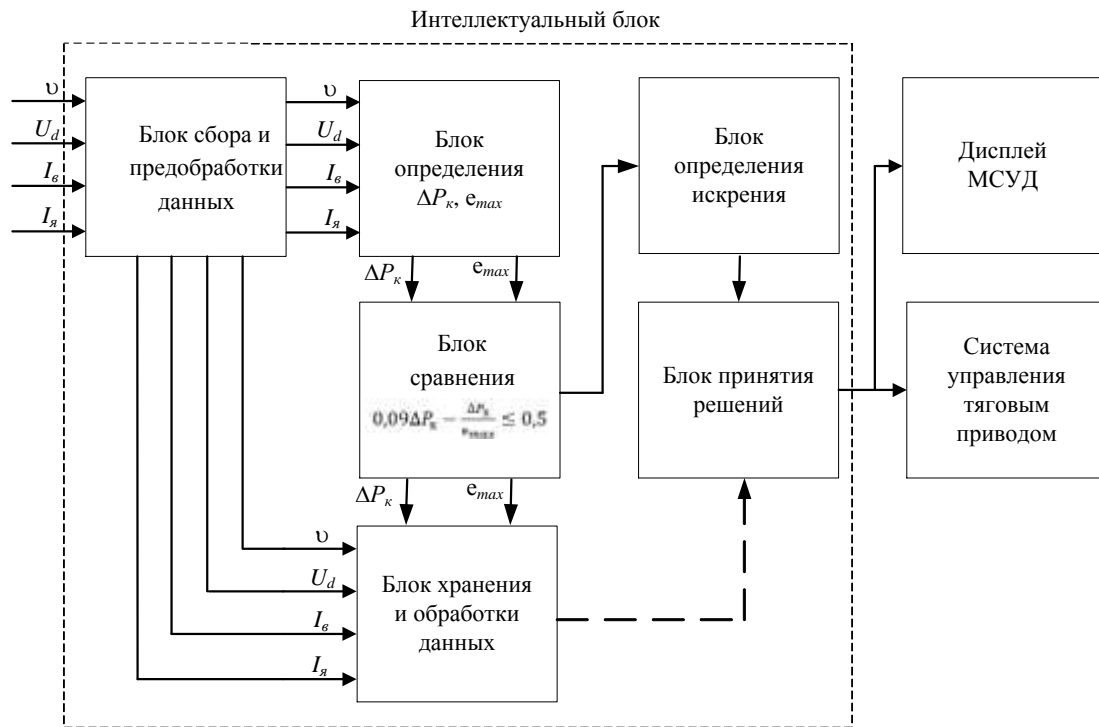 Интеллектуальный блок
υ
U_d
I_в
I_я
Блок сбора и
предобработки
данных
υ
U_d
I_в
I_я
Блок
определения
ΔP_к, e_max
Блок
определения
искрения
Дисплей
МСУД
ΔP_к
e_max
Блок
сравнения
0,09ΔP_к − ΔP_к/e_max ≤ 0,5
Блок принятия
решений
Система
управления
тяговым
приводом
ΔP_к
e_max
υ
U_d
I_в
I_я
Блок хранения
и обработки
данных